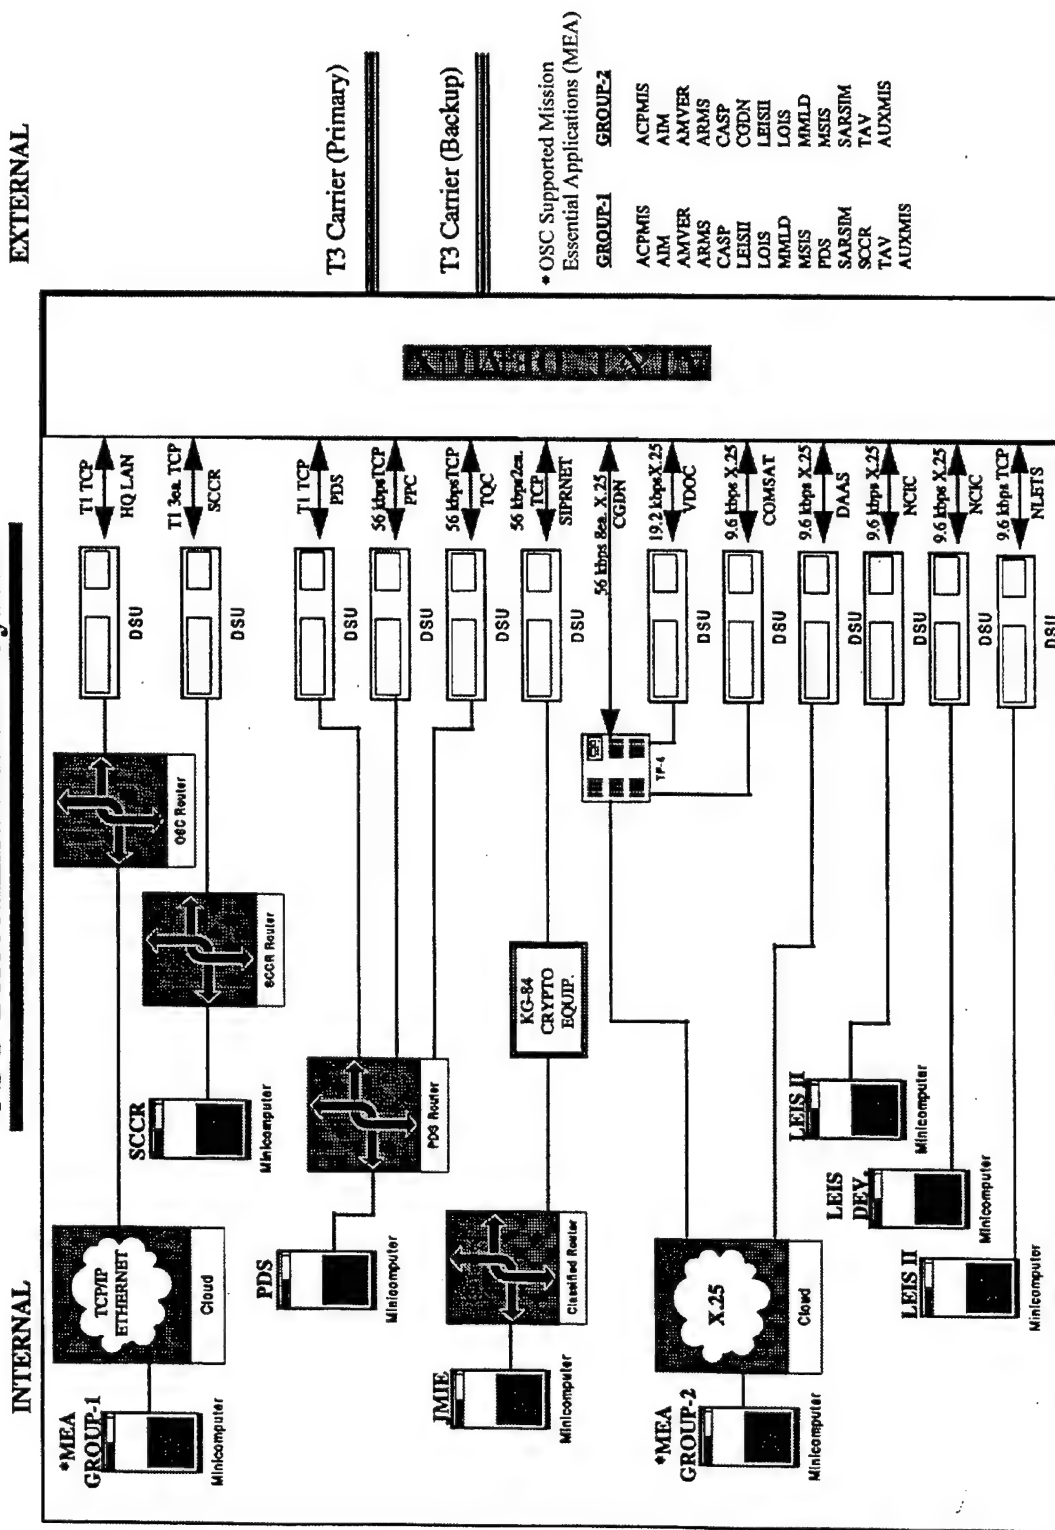 INTERNAL
EXTERNAL
T3 Carrier (Primary)
T3 Carrier (Backup)
*OSC Supported Mission
Essential Applications (MEA)
GROUP-1
ACPMIS
AIM
AMVER
ARMS
CASP
LEISII
LOIS
MMLD
MSIS
PDS
SARSIM
SCCR
TAV
AUXMIS
GROUP-2
ACPMIS
AIM
AMVER
ARMS
CASP
CGDN
LEISII
LOIS
MMLD
MSIS
SARSIM
TAV
AUXMIS
*MEA
GROUP-1
Minicomputer
TCP/IP
ETHERNET
Cloud
OSC Router
DSU
T1 TCP
HQ LAN
SCCR
Minicomputer
SCCR Router
DSU
T1 3ea. TCP
SCCR
PDS
Minicomputer
PDS Router
DSU
T1 TCP
PDS
DSU
56 kbpsTCP
PPC
DSU
56 kbpsTCP
TQC
JMIE
Minicomputer
Classified Router
KG-84
CRYPTO
EQUIP.
DSU
56 kbps/2ea.
TCP
SIPRNET
*MEA
GROUP-2
Minicomputer
X.25
Cloud
TP-4
56 kbps 8ea. X.25
CGDN
DSU
19.2 kbpsX.25
VDOC
DSU
9.6 kbps X.25
COMSAT
DSU
9.6 kbps X.25
DAAS
LEIS II
Minicomputer
DSU
9.6 kbps X.25
NCIC
LEIS
DEV.
Minicomputer
DSU
9.6 kbps X.25
NCIC
LEIS II
Minicomputer
DSU
9.6 kbps TCP
NLETS